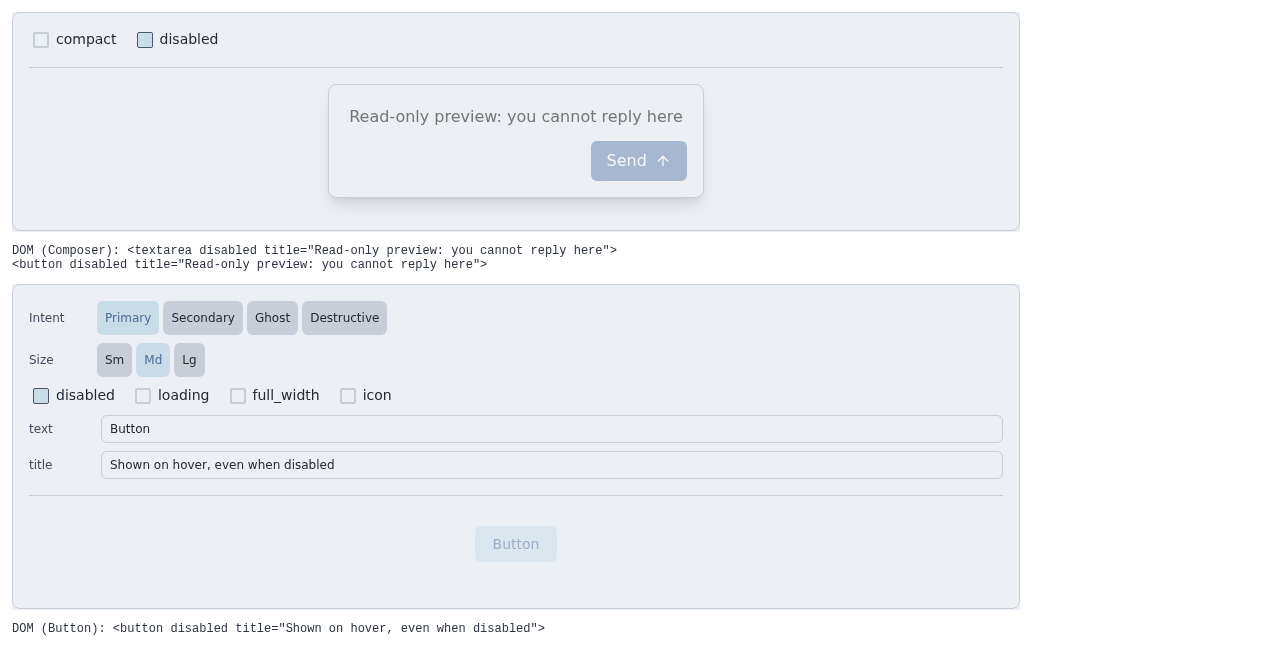 compact disabled
Read-only preview: you cannot reply here
Send ↑
DOM (Composer): <textarea disabled title="Read-only preview: you cannot reply here">
<button disabled title="Read-only preview: you cannot reply here">
Intent Primary Secondary Ghost Destructive
Size Sm Md Lg
disabled loading full_width icon
text Button
title Shown on hover, even when disabled
Button
DOM (Button): <button disabled title="Shown on hover, even when disabled">